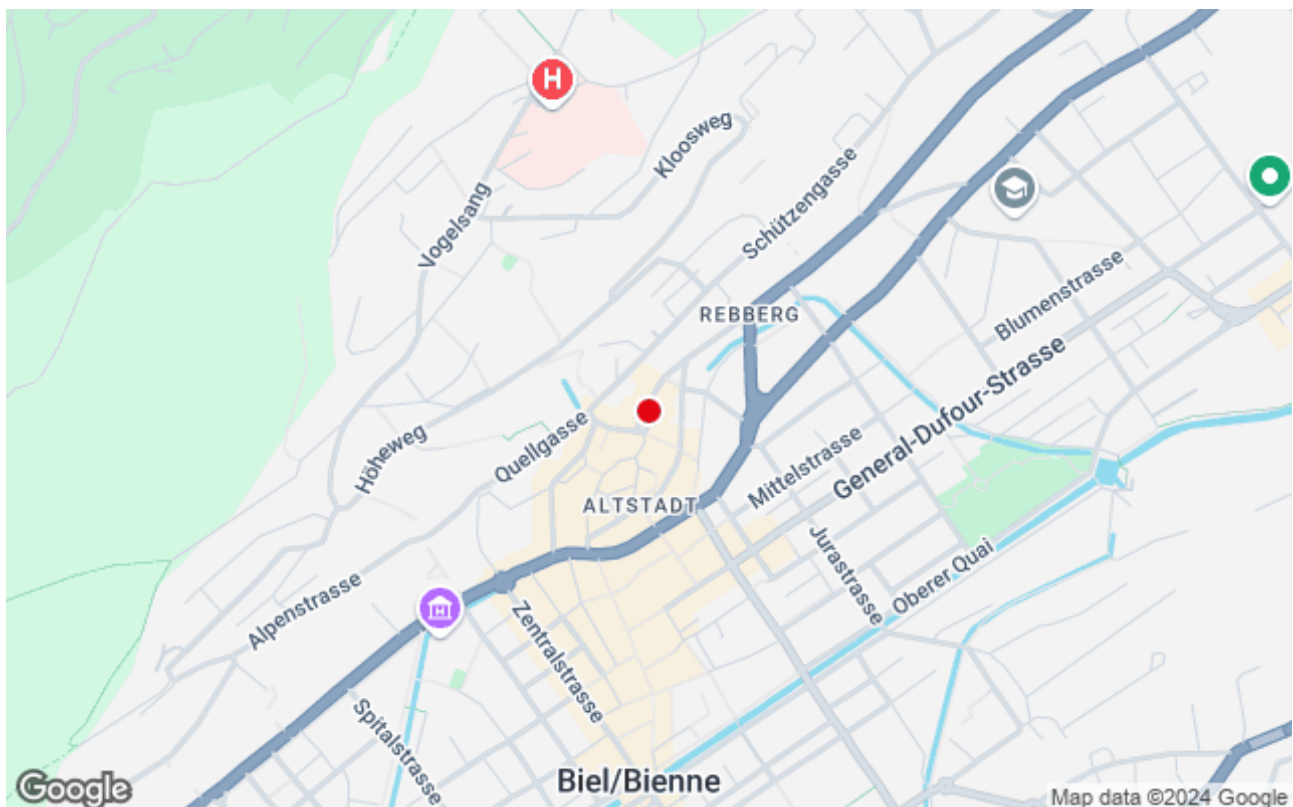 H
Kloosweg
Schützengasse
Vogelsang
REBBERG
Blumenstrasse
General-Dufour-Strasse
Höheweg
Quellgasse
Mittelstrasse
ALTSTADT
Jurastrasse
Oberer Quai
Alpenstrasse
H
Zentralstrasse
Spitalstrasse
Biel/Bienne
Google
Map data ©2024 Google